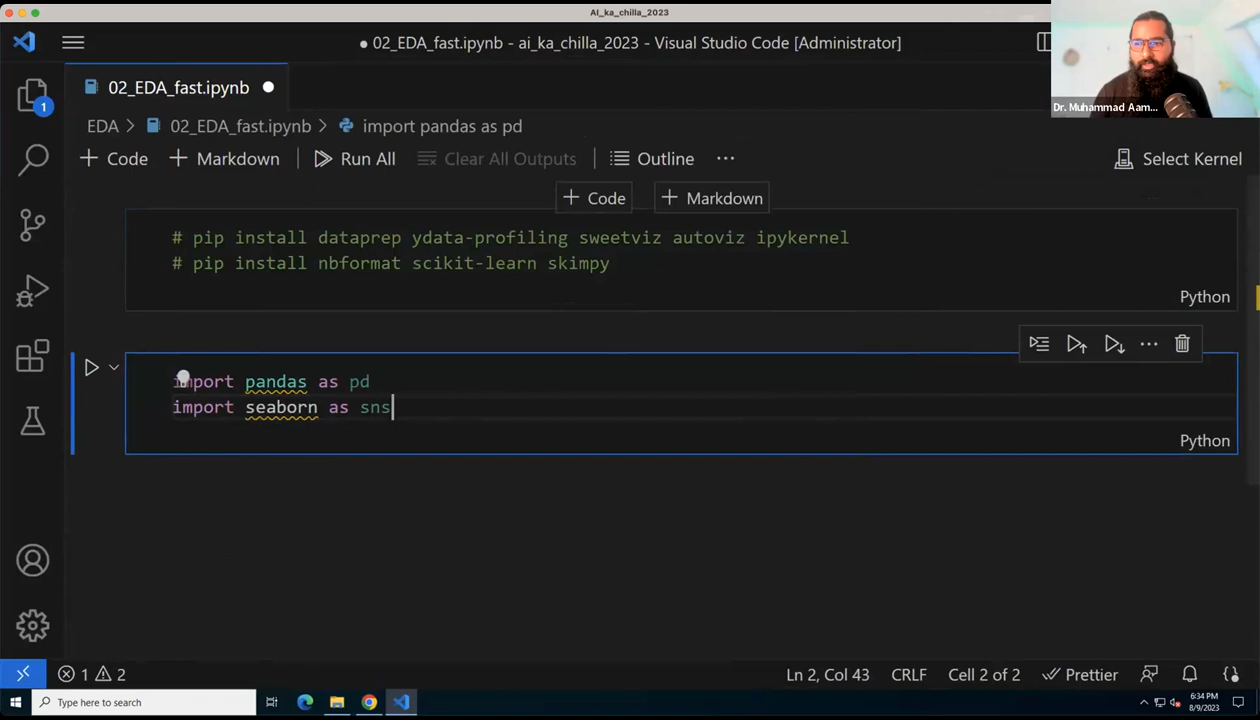 AI_ka_chilla_2023
02_EDA_fast.ipynb - ai_ka_chilla_2023 - Visual Studio Code [Administrator]
02_EDA_fast.ipynb
Dr. Muhammad Aam...
EDA > 02_EDA_fast.ipynb > import pandas as pd
1
+ Code + Markdown Run All Clear All Outputs Outline ... Select Kernel
+ Code + Markdown
# pip install dataprep ydata-profiling sweetviz autoviz ipykernel
# pip install nbformat scikit-learn skimpy
Python
import pandas as pd
import seaborn as sns
Python
1 2 Ln 2, Col 43 CRLF Cell 2 of 2 Prettier
Type here to search
6:34 PM
8/9/2023